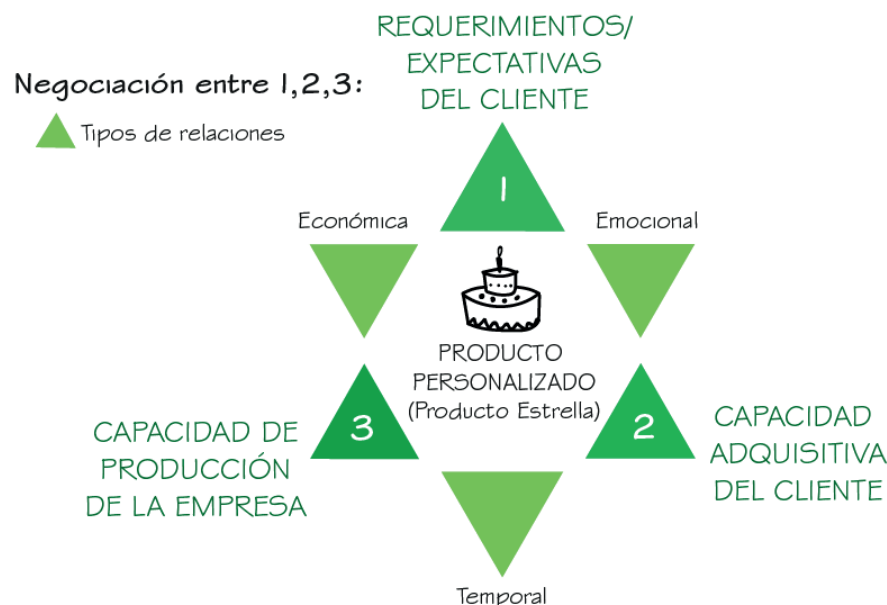 REQUERIMIENTOS/
EXPECTATIVAS
DEL CLIENTE
Negociación entre 1,2,3:
Tipos de relaciones
1
Económica
Emocional
PRODUCTO
PERSONALIZADO
(Producto Estrella)
3
2
CAPACIDAD DE
PRODUCCIÓN
DE LA EMPRESA
CAPACIDAD
ADQUISITIVA
DEL CLIENTE
Temporal